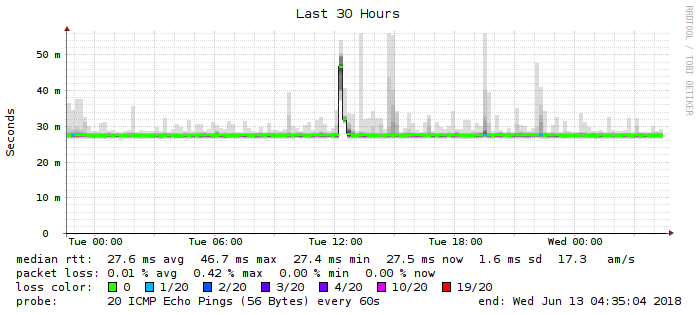 Last 30 Hours
RRDTOOL / TOBI OETIKER
Seconds
50 m
40 m
30 m
20 m
10 m
0
Tue 00:00 Tue 06:00 Tue 12:00 Tue 18:00 Wed 00:00
median rtt: 27.6 ms avg 46.7 ms max 27.4 ms min 27.5 ms now 1.6 ms sd 17.3 am/s
packet loss: 0.01 % avg 0.42 % max 0.00 % min 0.00 % now
loss color: 0 1/20 2/20 3/20 4/20 10/20 19/20
probe: 20 ICMP Echo Pings (56 Bytes) every 60s end: Wed Jun 13 04:35:04 2018